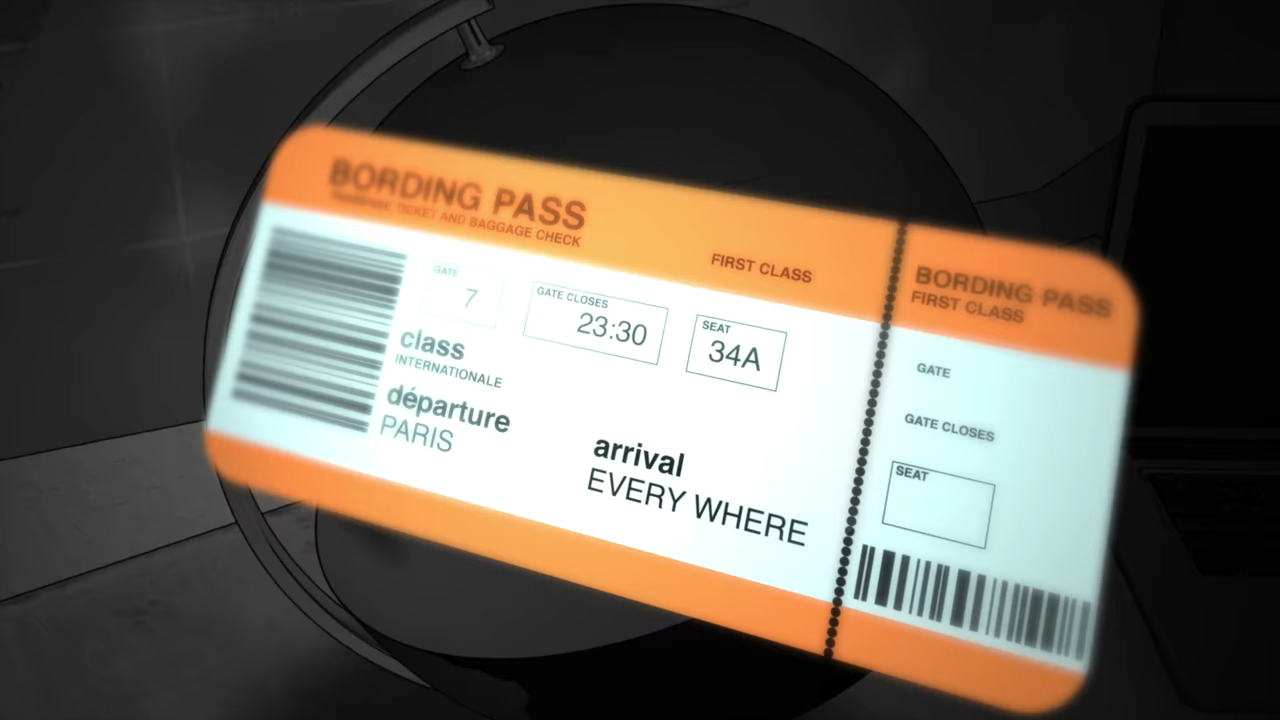 BORDING PASS
TICKET AND BAGGAGE CHECK
FIRST CLASS
GATE
7
GATE CLOSES
23:30
SEAT
34A
class
INTERNATIONALE
départure
PARIS
arrival
EVERY WHERE
BORDING PASS
FIRST CLASS
GATE
GATE CLOSES
SEAT